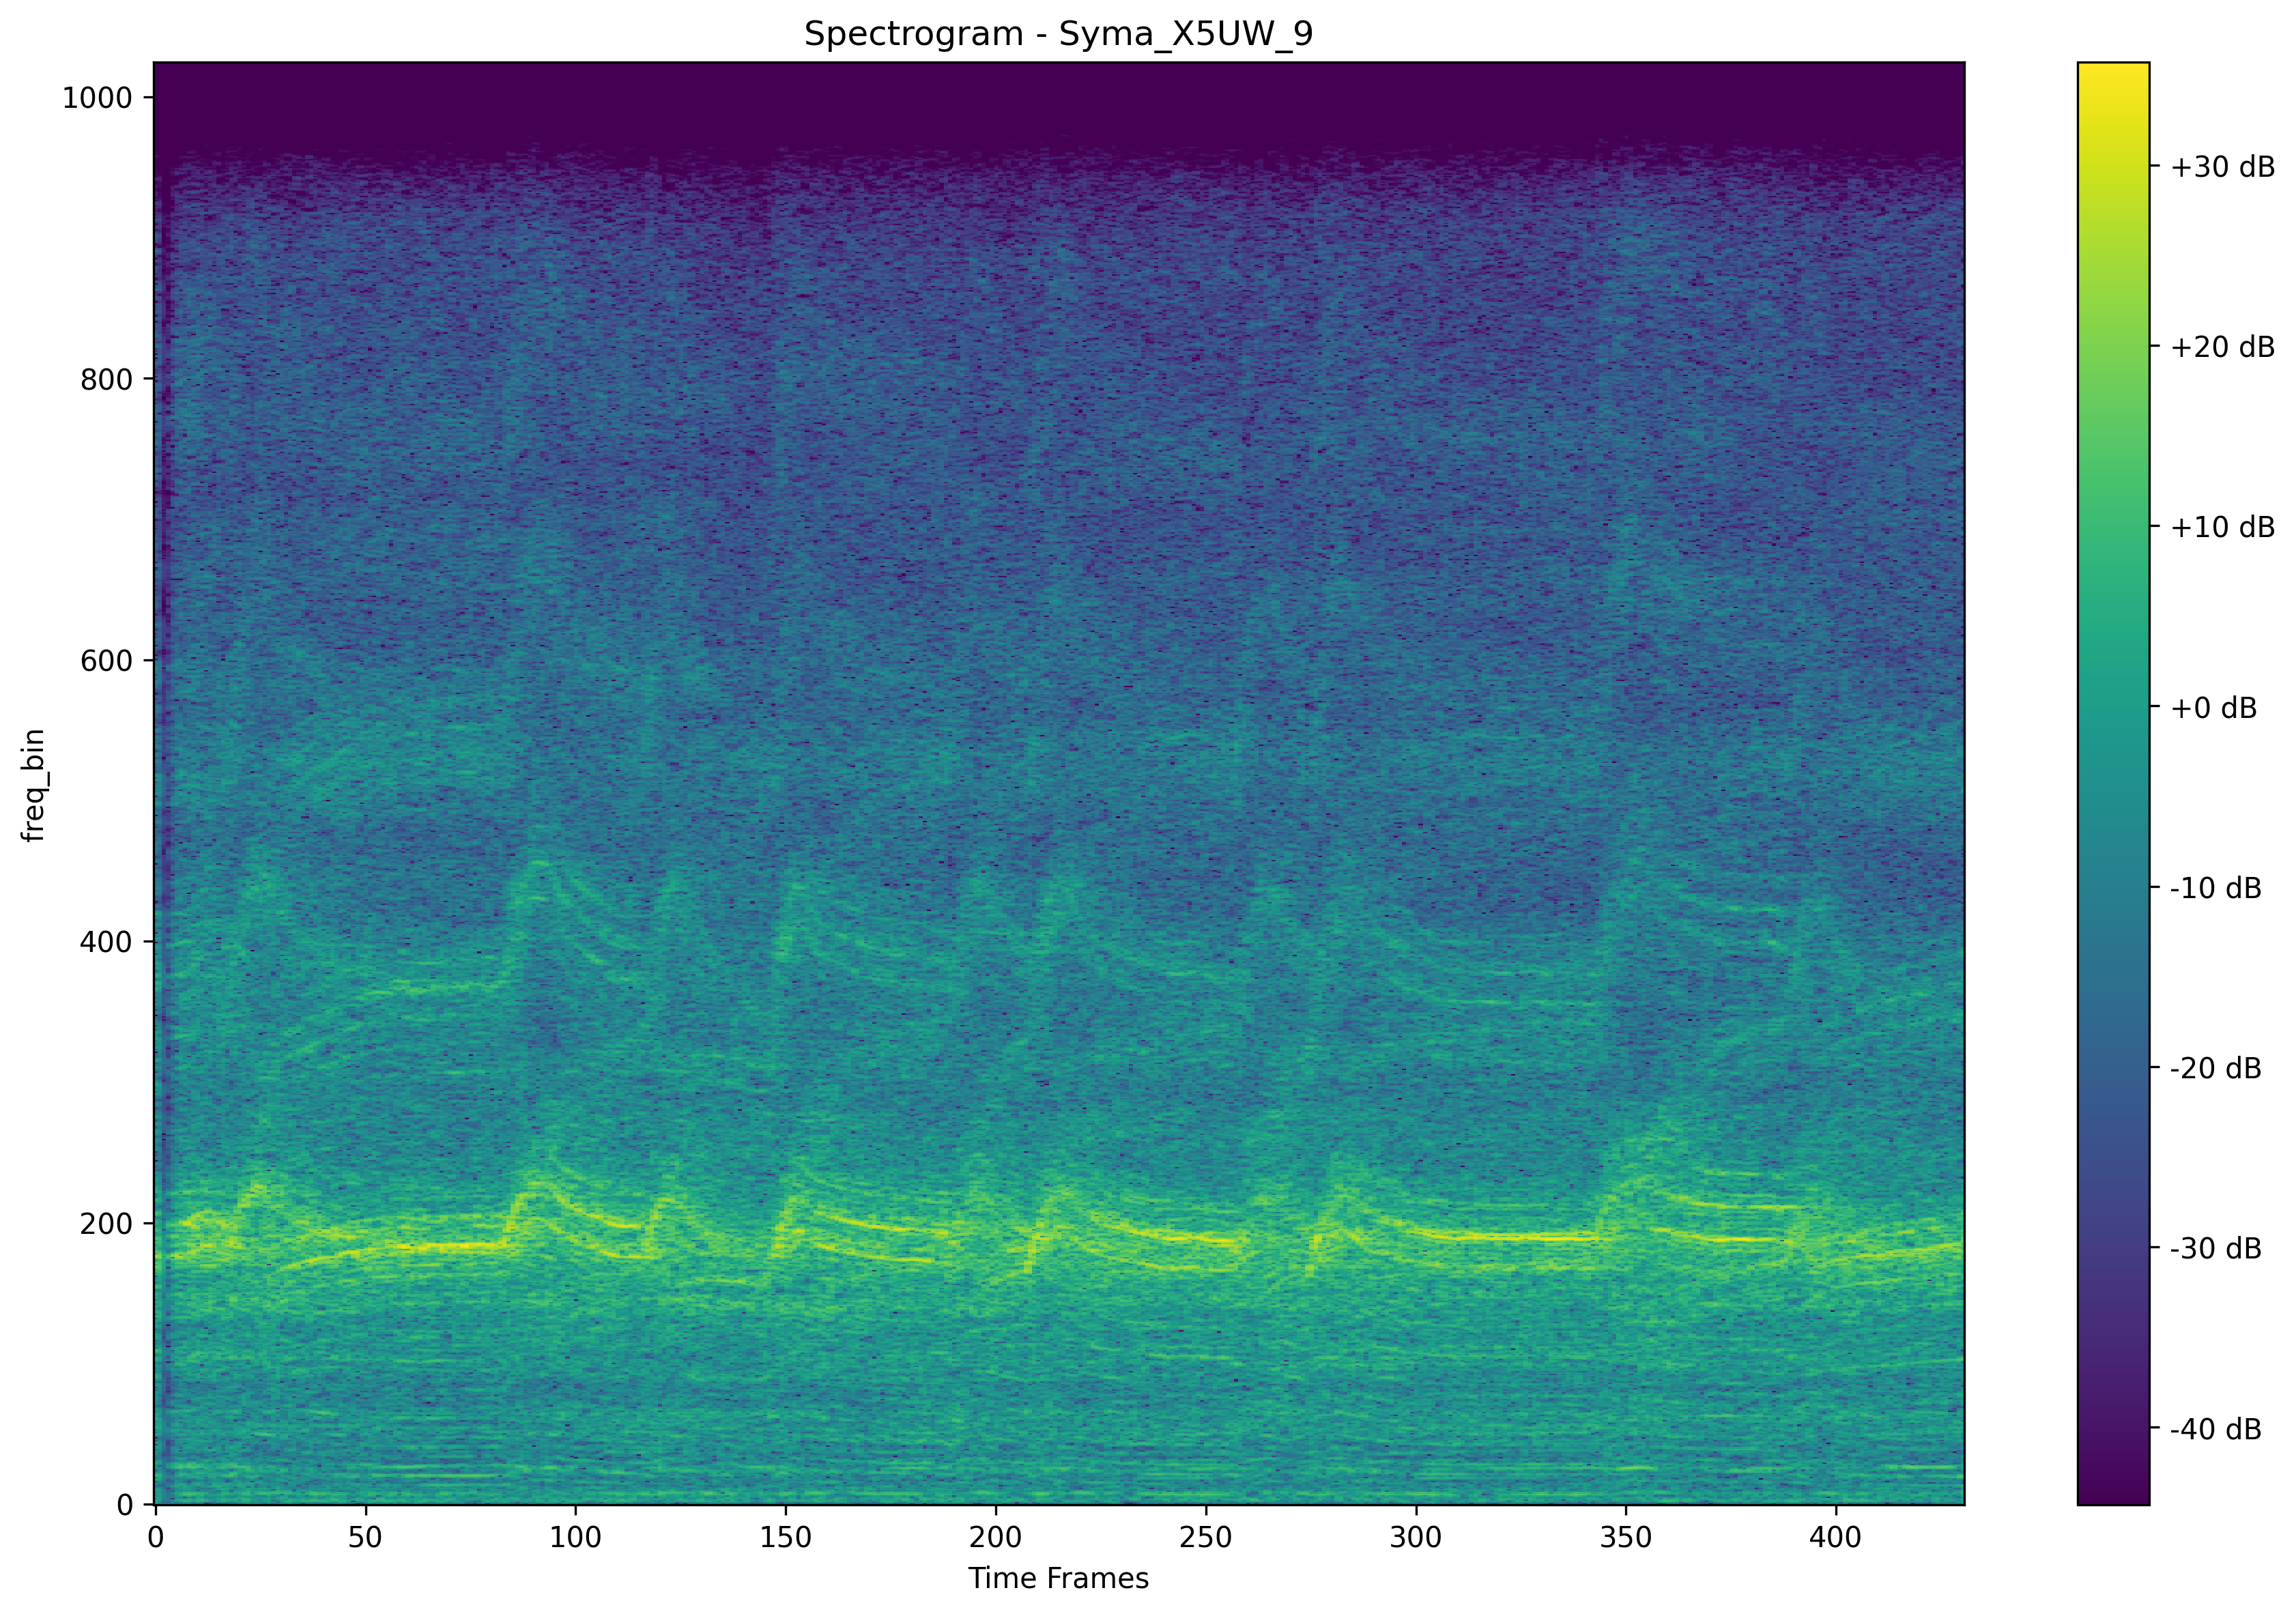 Spectrogram - Syma_X5UW_9
freq_bin
1000
800
600
400
200
0
0 50 100 150 200 250 300 350 400
Time Frames
+30 dB
+20 dB
+10 dB
+0 dB
-10 dB
-20 dB
-30 dB
-40 dB